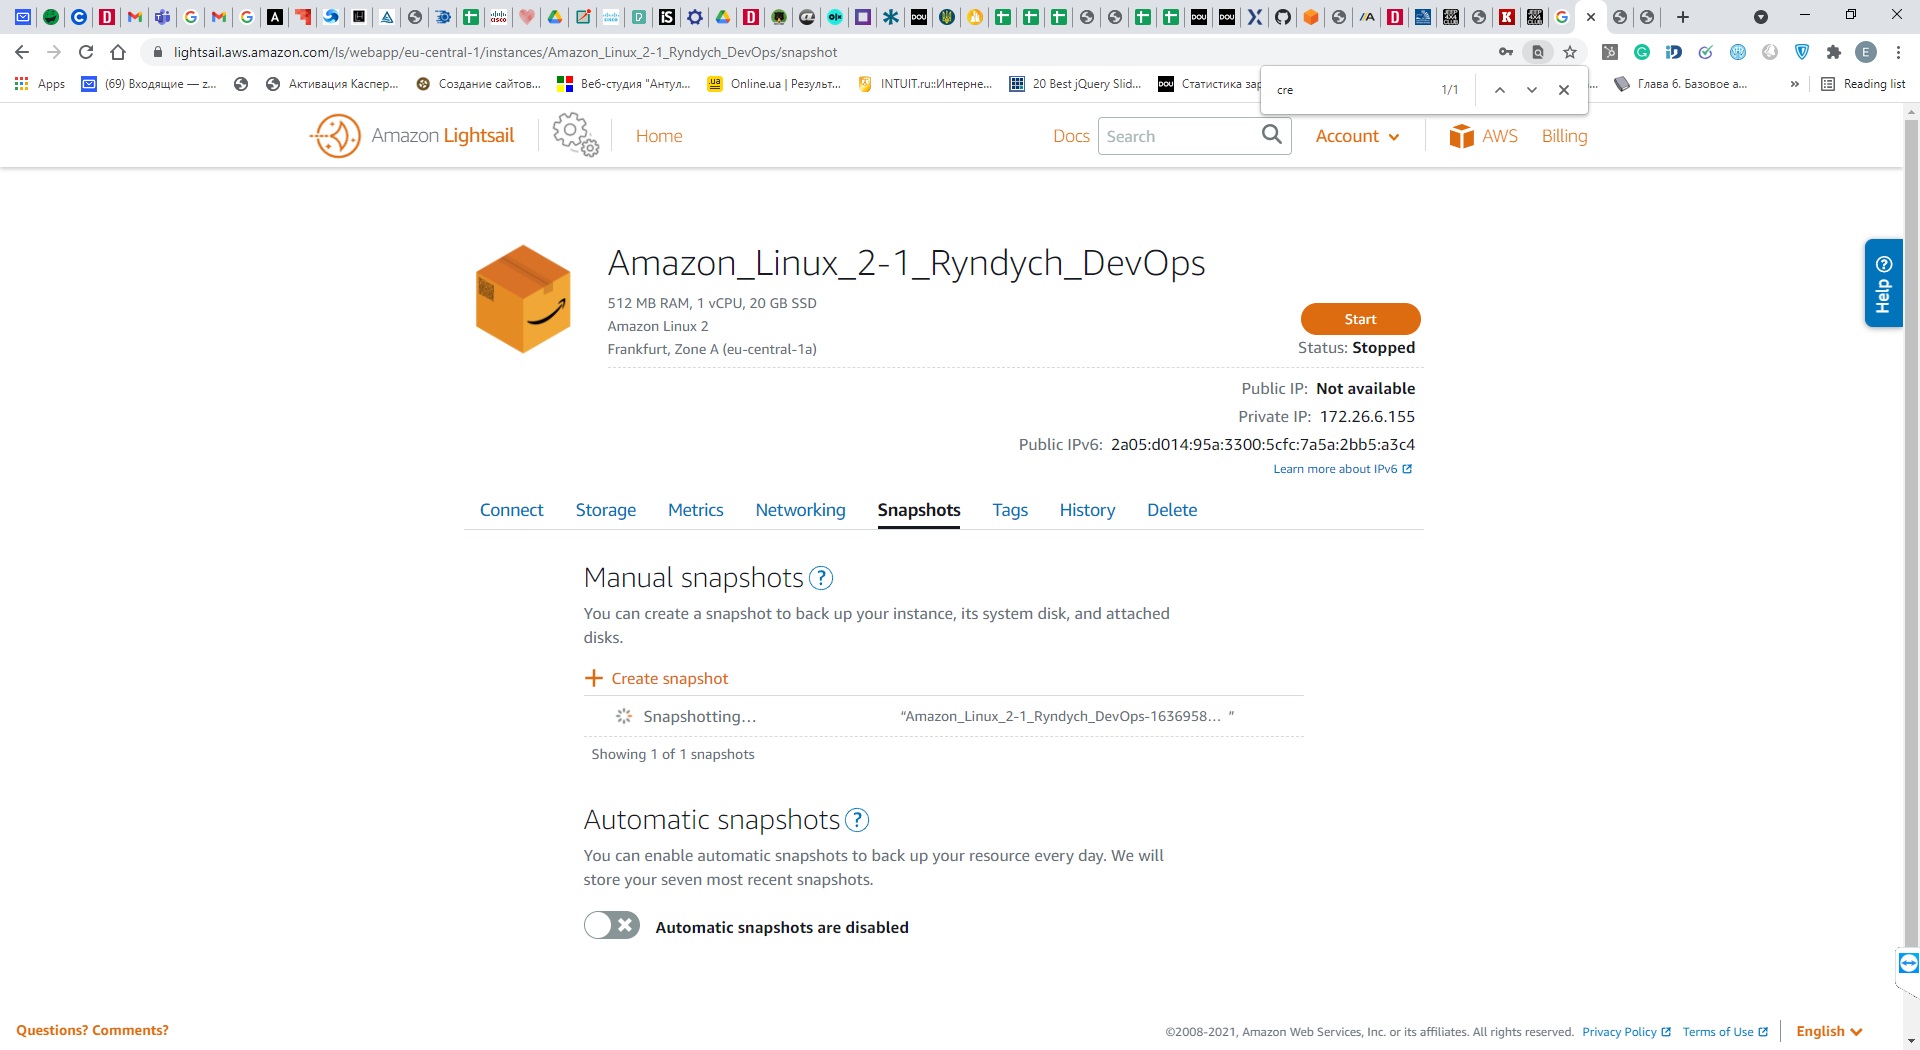 lightsail.aws.amazon.com/ls/webapp/eu-central-1/instances/Amazon_Linux_2-1_Ryndych_DevOps/snapshot
Apps
(69) Входящие — z...
Активация Каспер...
Создание сайтов...
Веб-студия "Антул...
Online.ua | Результ...
INTUIT.ru::Интерне...
20 Best jQuery Slid...
DOU Статистика зар
Глава 6. Базовое а...
»
Reading list
cre 1/1
Amazon Lightsail
Home
Docs
Search
Account
AWS
Billing
Amazon_Linux_2-1_Ryndych_DevOps
512 MB RAM, 1 vCPU, 20 GB SSD
Amazon Linux 2
Frankfurt, Zone A (eu-central-1a)
Start
Status: Stopped
Public IP: Not available
Private IP: 172.26.6.155
Public IPv6: 2a05:d014:95a:3300:5cfc:7a5a:2bb5:a3c4
Learn more about IPv6
Help
Connect Storage Metrics Networking Snapshots Tags History Delete
Manual snapshots ?
You can create a snapshot to back up your instance, its system disk, and attached
disks.
+ Create snapshot
Snapshotting... “Amazon_Linux_2-1_Ryndych_DevOps-1636958... ”
Showing 1 of 1 snapshots
Automatic snapshots ?
You can enable automatic snapshots to back up your resource every day. We will
store your seven most recent snapshots.
Automatic snapshots are disabled
Questions? Comments?
©2008-2021, Amazon Web Services, Inc. or its affiliates. All rights reserved. Privacy Policy Terms of Use
English